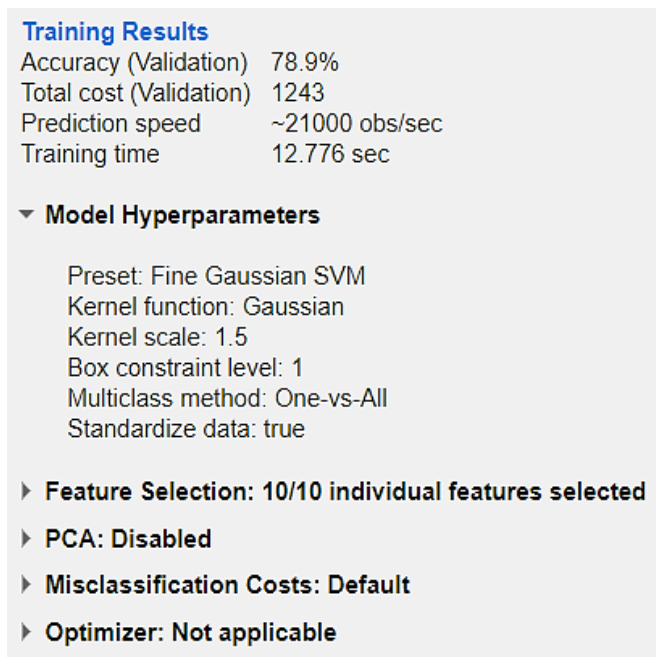 Training Results
Accuracy (Validation) 78.9%
Total cost (Validation) 1243
Prediction speed ~21000 obs/sec
Training time 12.776 sec
Model Hyperparameters
Preset: Fine Gaussian SVM
Kernel function: Gaussian
Kernel scale: 1.5
Box constraint level: 1
Multiclass method: One-vs-All
Standardize data: true
Feature Selection: 10/10 individual features selected
PCA: Disabled
Misclassification Costs: Default
Optimizer: Not applicable